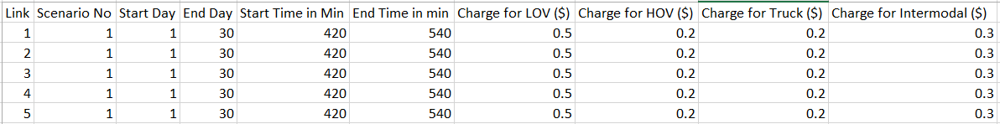 Link Scenario No Start Day End Day Start Time in Min End Time in min Charge for LOV ($) Charge for HOV ($) Charge for Truck ($) Charge for Intermodal ($)
1 1 1 30 420 540 0.5 0.2 0.2 0.3
2 1 1 30 420 540 0.5 0.2 0.2 0.3
3 1 1 30 420 540 0.5 0.2 0.2 0.3
4 1 1 30 420 540 0.5 0.2 0.2 0.3
5 1 1 30 420 540 0.5 0.2 0.2 0.3